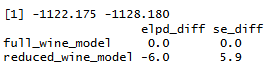 [1] -1122.175 -1128.180
elpd_diff se_diff
full_wine_model 0.0 0.0
reduced_wine_model -6.0 5.9